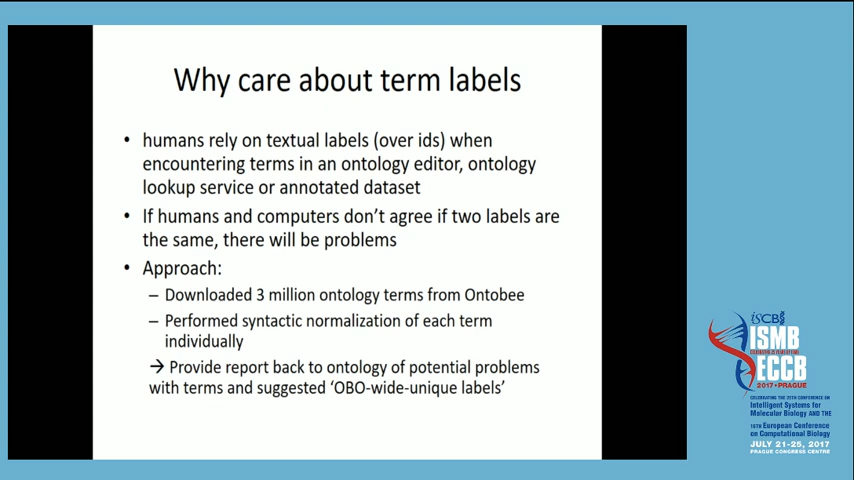 Why care about term labels
• humans rely on textual labels (over ids) when
encountering terms in an ontology editor, ontology
lookup service or annotated dataset
• If humans and computers don't agree if two labels are
the same, there will be problems
• Approach:
– Downloaded 3 million ontology terms from Ontobee
– Performed syntactic normalization of each term
individually
→ Provide report back to ontology of potential problems
with terms and suggested 'OBO-wide-unique labels'
ISCB
ISMB
ECCB
2017 • PRAGUE
CELEBRATING THE 25TH CONFERENCE ON
Intelligent Systems for
Molecular Biology AND THE
16TH European Conference
on Computational Biology
JULY 21-25, 2017
PRAGUE CONGRESS CENTRE